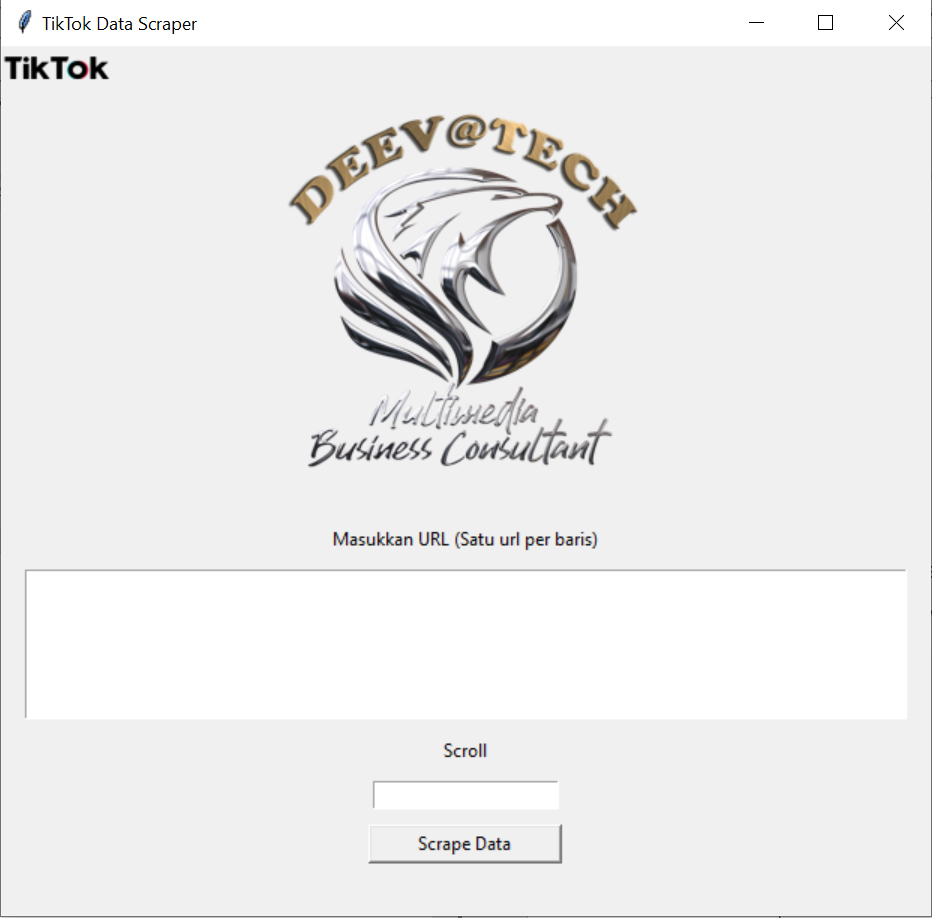 TikTok Data Scraper
TikTok
DEEV@TECH
Multimedia
Business Consultant
Masukkan URL (Satu url per baris)
Scroll
Scrape Data